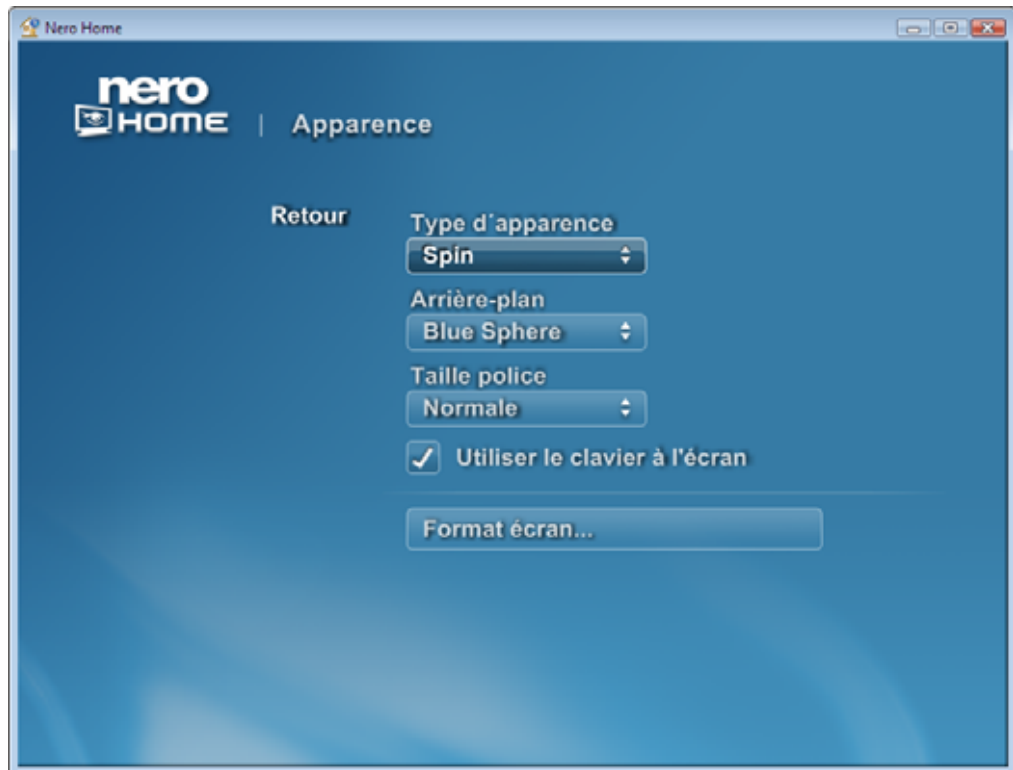 Nero Home
nero
HOME | Apparence
Retour
Type d´apparence
Spin
Arrière-plan
Blue Sphere
Taille police
Normale
Utiliser le clavier à l'écran
Format écran...